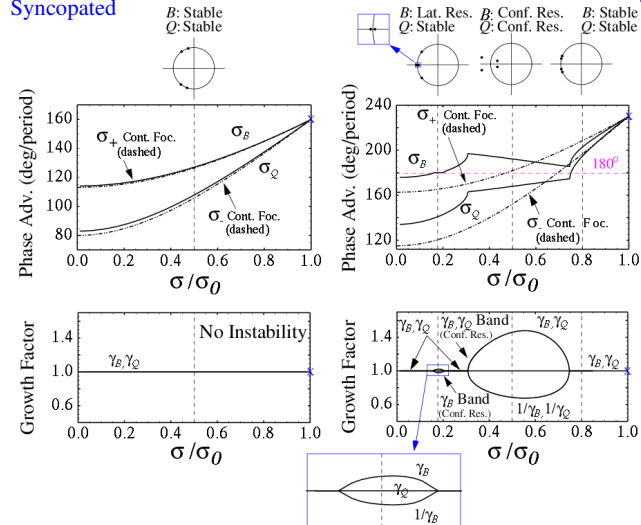 Syncopated
B: Stable
Q: Stable
B: Lat. Res.
Q: Stable
B: Conf. Res.
Q: Conf. Res.
B: Stable
Q: Stable
Phase Adv. (deg/period)
160
140
120
100
80
σ+ Cont. Foc.
(dashed)
σB
σQ
σ- Cont. Foc.
(dashed)
0.0 0.2 0.4 0.6 0.8 1.0
σ/σ0
Phase Adv. (deg/period)
240
200
160
120
σ+ Cont. Foc.
(dashed)
σB
180°
σQ
σ- Cont. Foc.
(dashed)
0.0 0.2 0.4 0.6 0.8 1.0
σ/σ0
Growth Factor
1.4
1.0
0.6
No Instability
γB,γQ
0.0 0.2 0.4 0.6 0.8 1.0
σ/σ0
Growth Factor
1.4
1.0
0.6
γB,γQ
γB,γQ Band
(Conf. Res.)
γB,γQ
γB,γQ
γB Band
(Conf. Res.)
1/γB,1/γQ
0.0 0.2 0.4 0.6 0.8 1.0
σ/σ0
γB
γQ
1/γB